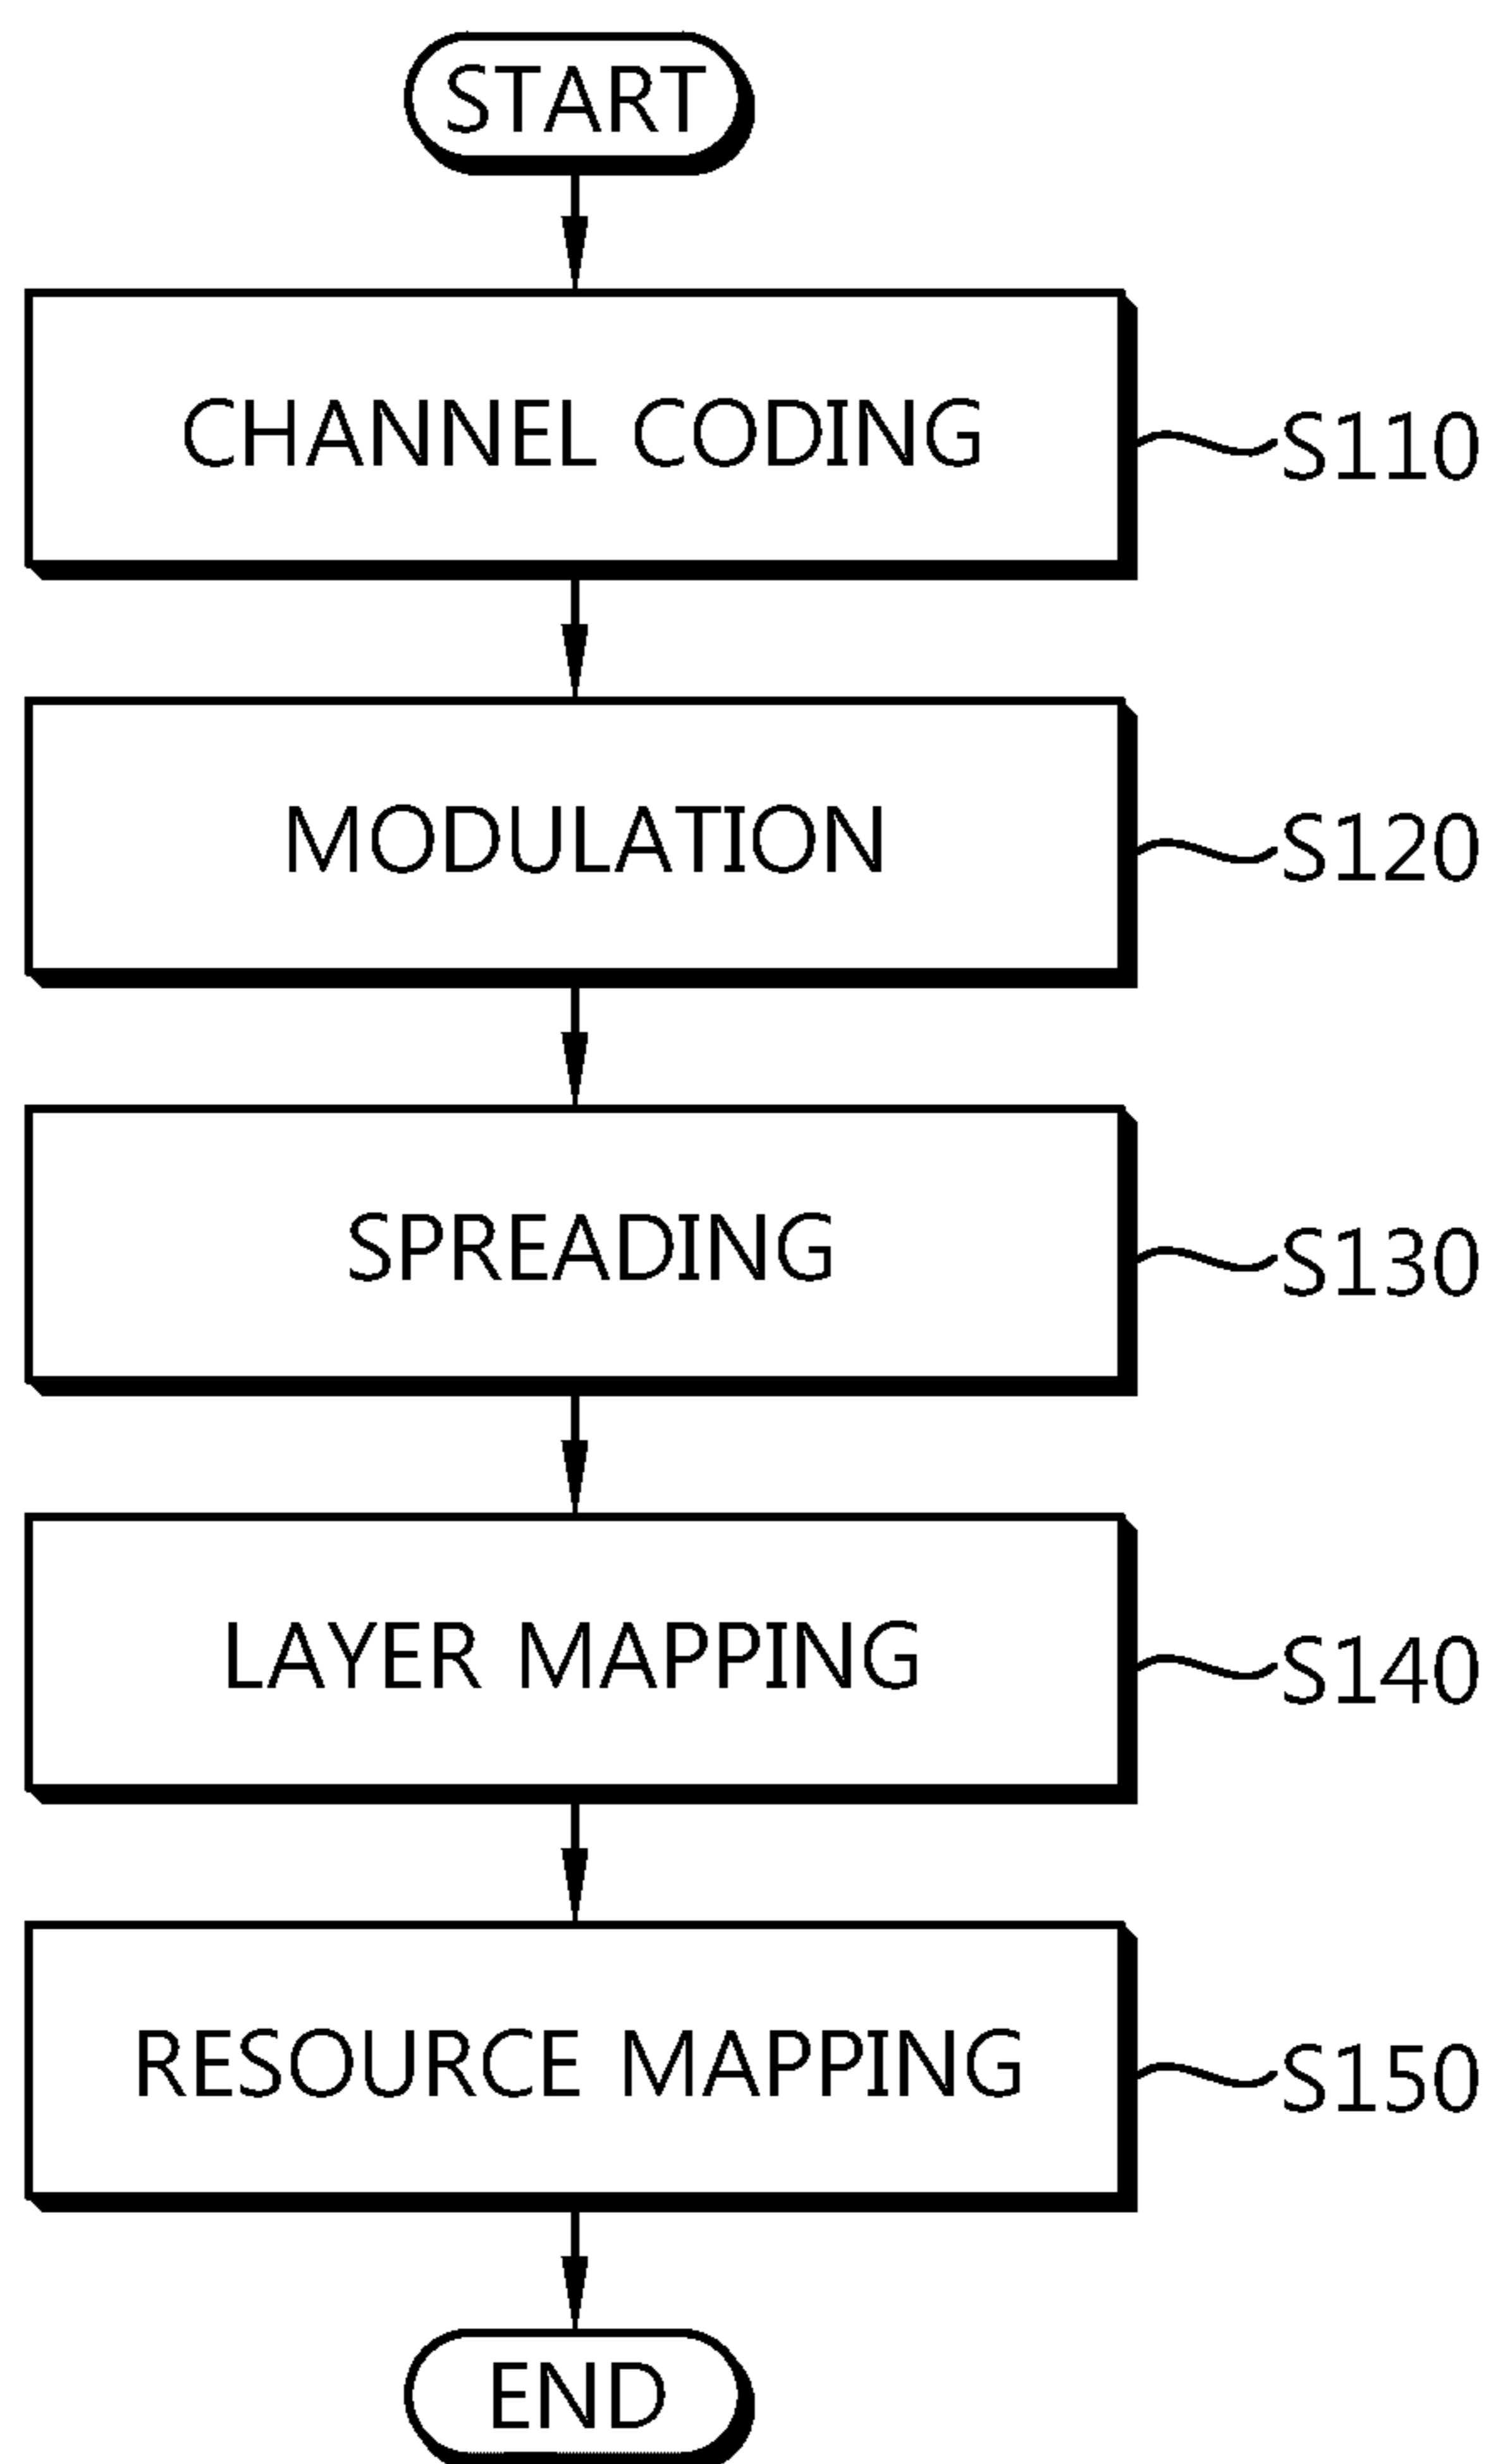 START
CHANNEL CODING
S110
MODULATION
S120
SPREADING
S130
LAYER MAPPING
S140
RESOURCE MAPPING
S150
END